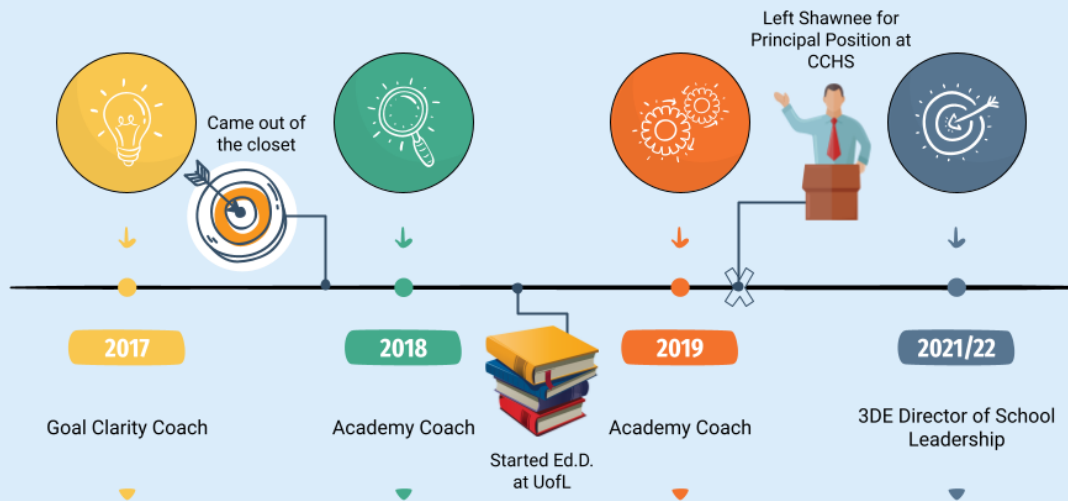 Left Shawnee for
Principal Position at
CCHS
Came out of
the closet
2017
2018
2019
2021/22
Goal Clarity Coach
Academy Coach
Started Ed.D.
at UofL
Academy Coach
3DE Director of School
Leadership